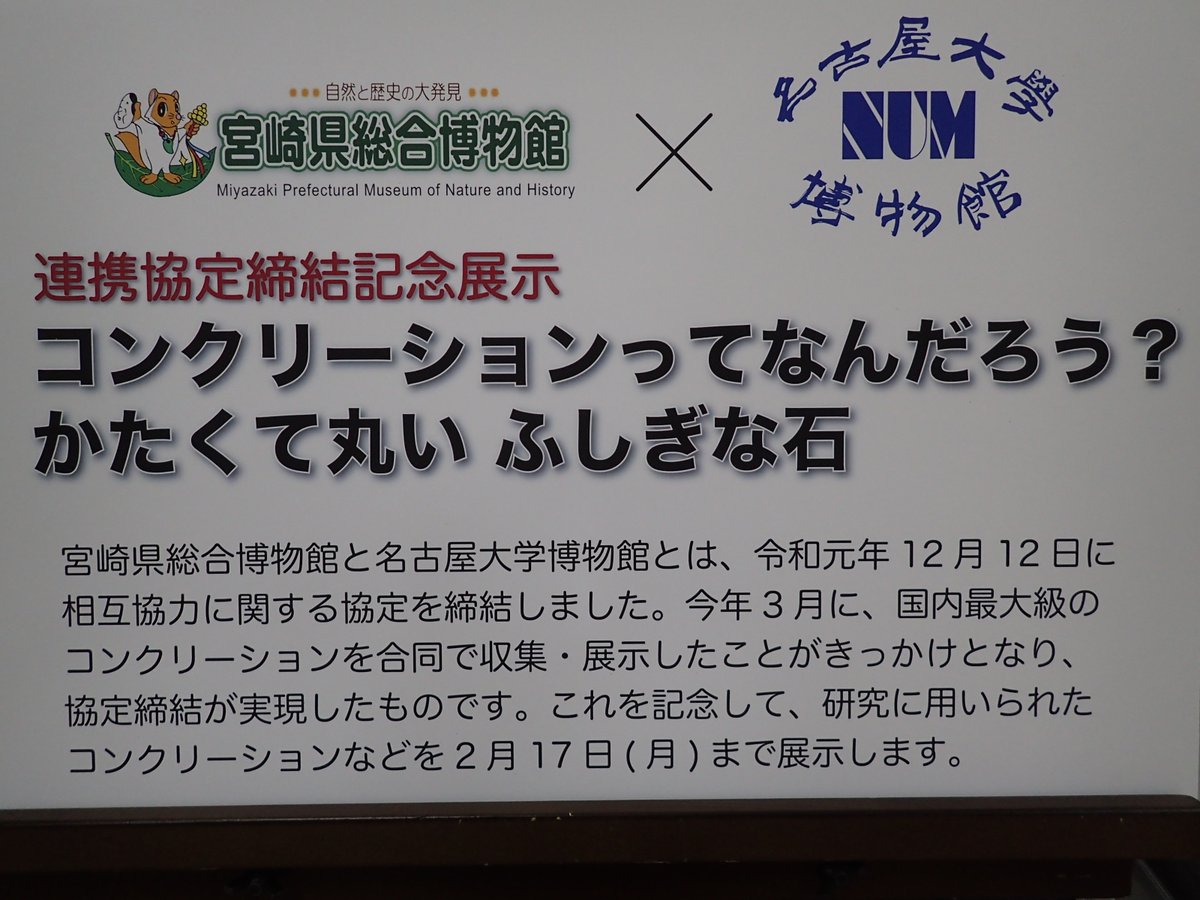 自然と歴史の大発見
宮崎県総合博物館
Miyazaki Prefectural Museum of Nature and History
×
名古屋大學
NUM
博物館
連携協定締結記念展示
コンクリーションってなんだろう？
かたくて丸い ふしぎな石
宮崎県総合博物館と名古屋大学博物館とは、令和元年12月12日に
相互協力に関する協定を締結しました。今年3月に、国内最大級の
コンクリーションを合同で収集・展示したことがきっかけとなり、
協定締結が実現したものです。これを記念して、研究に用いられた
コンクリーションなどを2月17日(月)まで展示します。